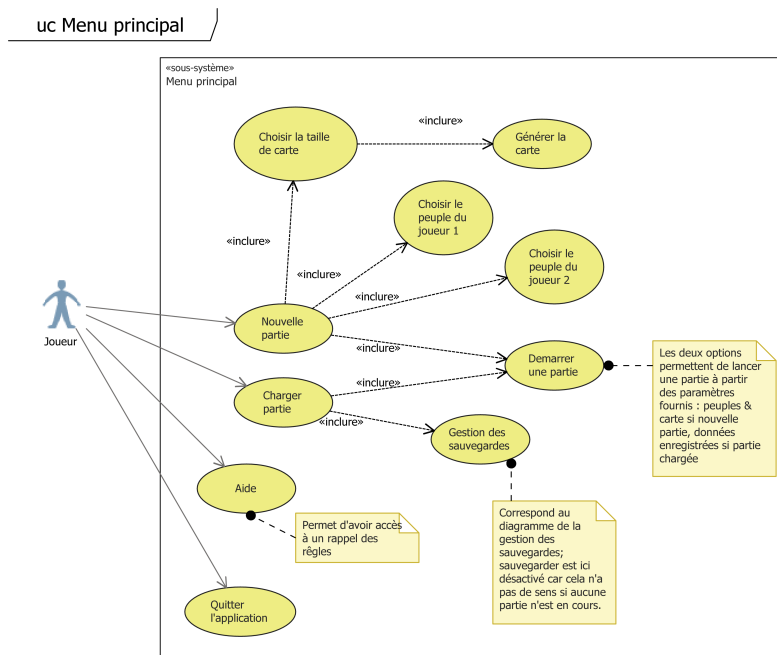 uc Menu principal
«sous-système»
Menu principal
Choisir la taille
de carte
«inclure»
Générer la
carte
Choisir le
peuple du
joueur 1
«inclure»
«inclure»
Choisir le
peuple du
joueur 2
«inclure»
Joueur
Nouvelle
partie
«inclure»
Demarrer
une partie
Les deux options
permettent de lancer
une partie à partir
des paramètres
fournis : peuples &
carte si nouvelle
partie, données
enregistrées si partie
chargée
«inclure»
Charger
partie
«inclure»
Gestion des
sauvegardes
Aide
Permet d'avoir accès
à un rappel des
rêgles
Correspond au
diagramme de la
gestion des
sauvegardes;
sauvegarder est ici
désactivé car cela n'a
pas de sens si aucune
partie n'est en cours.
Quitter
l'application